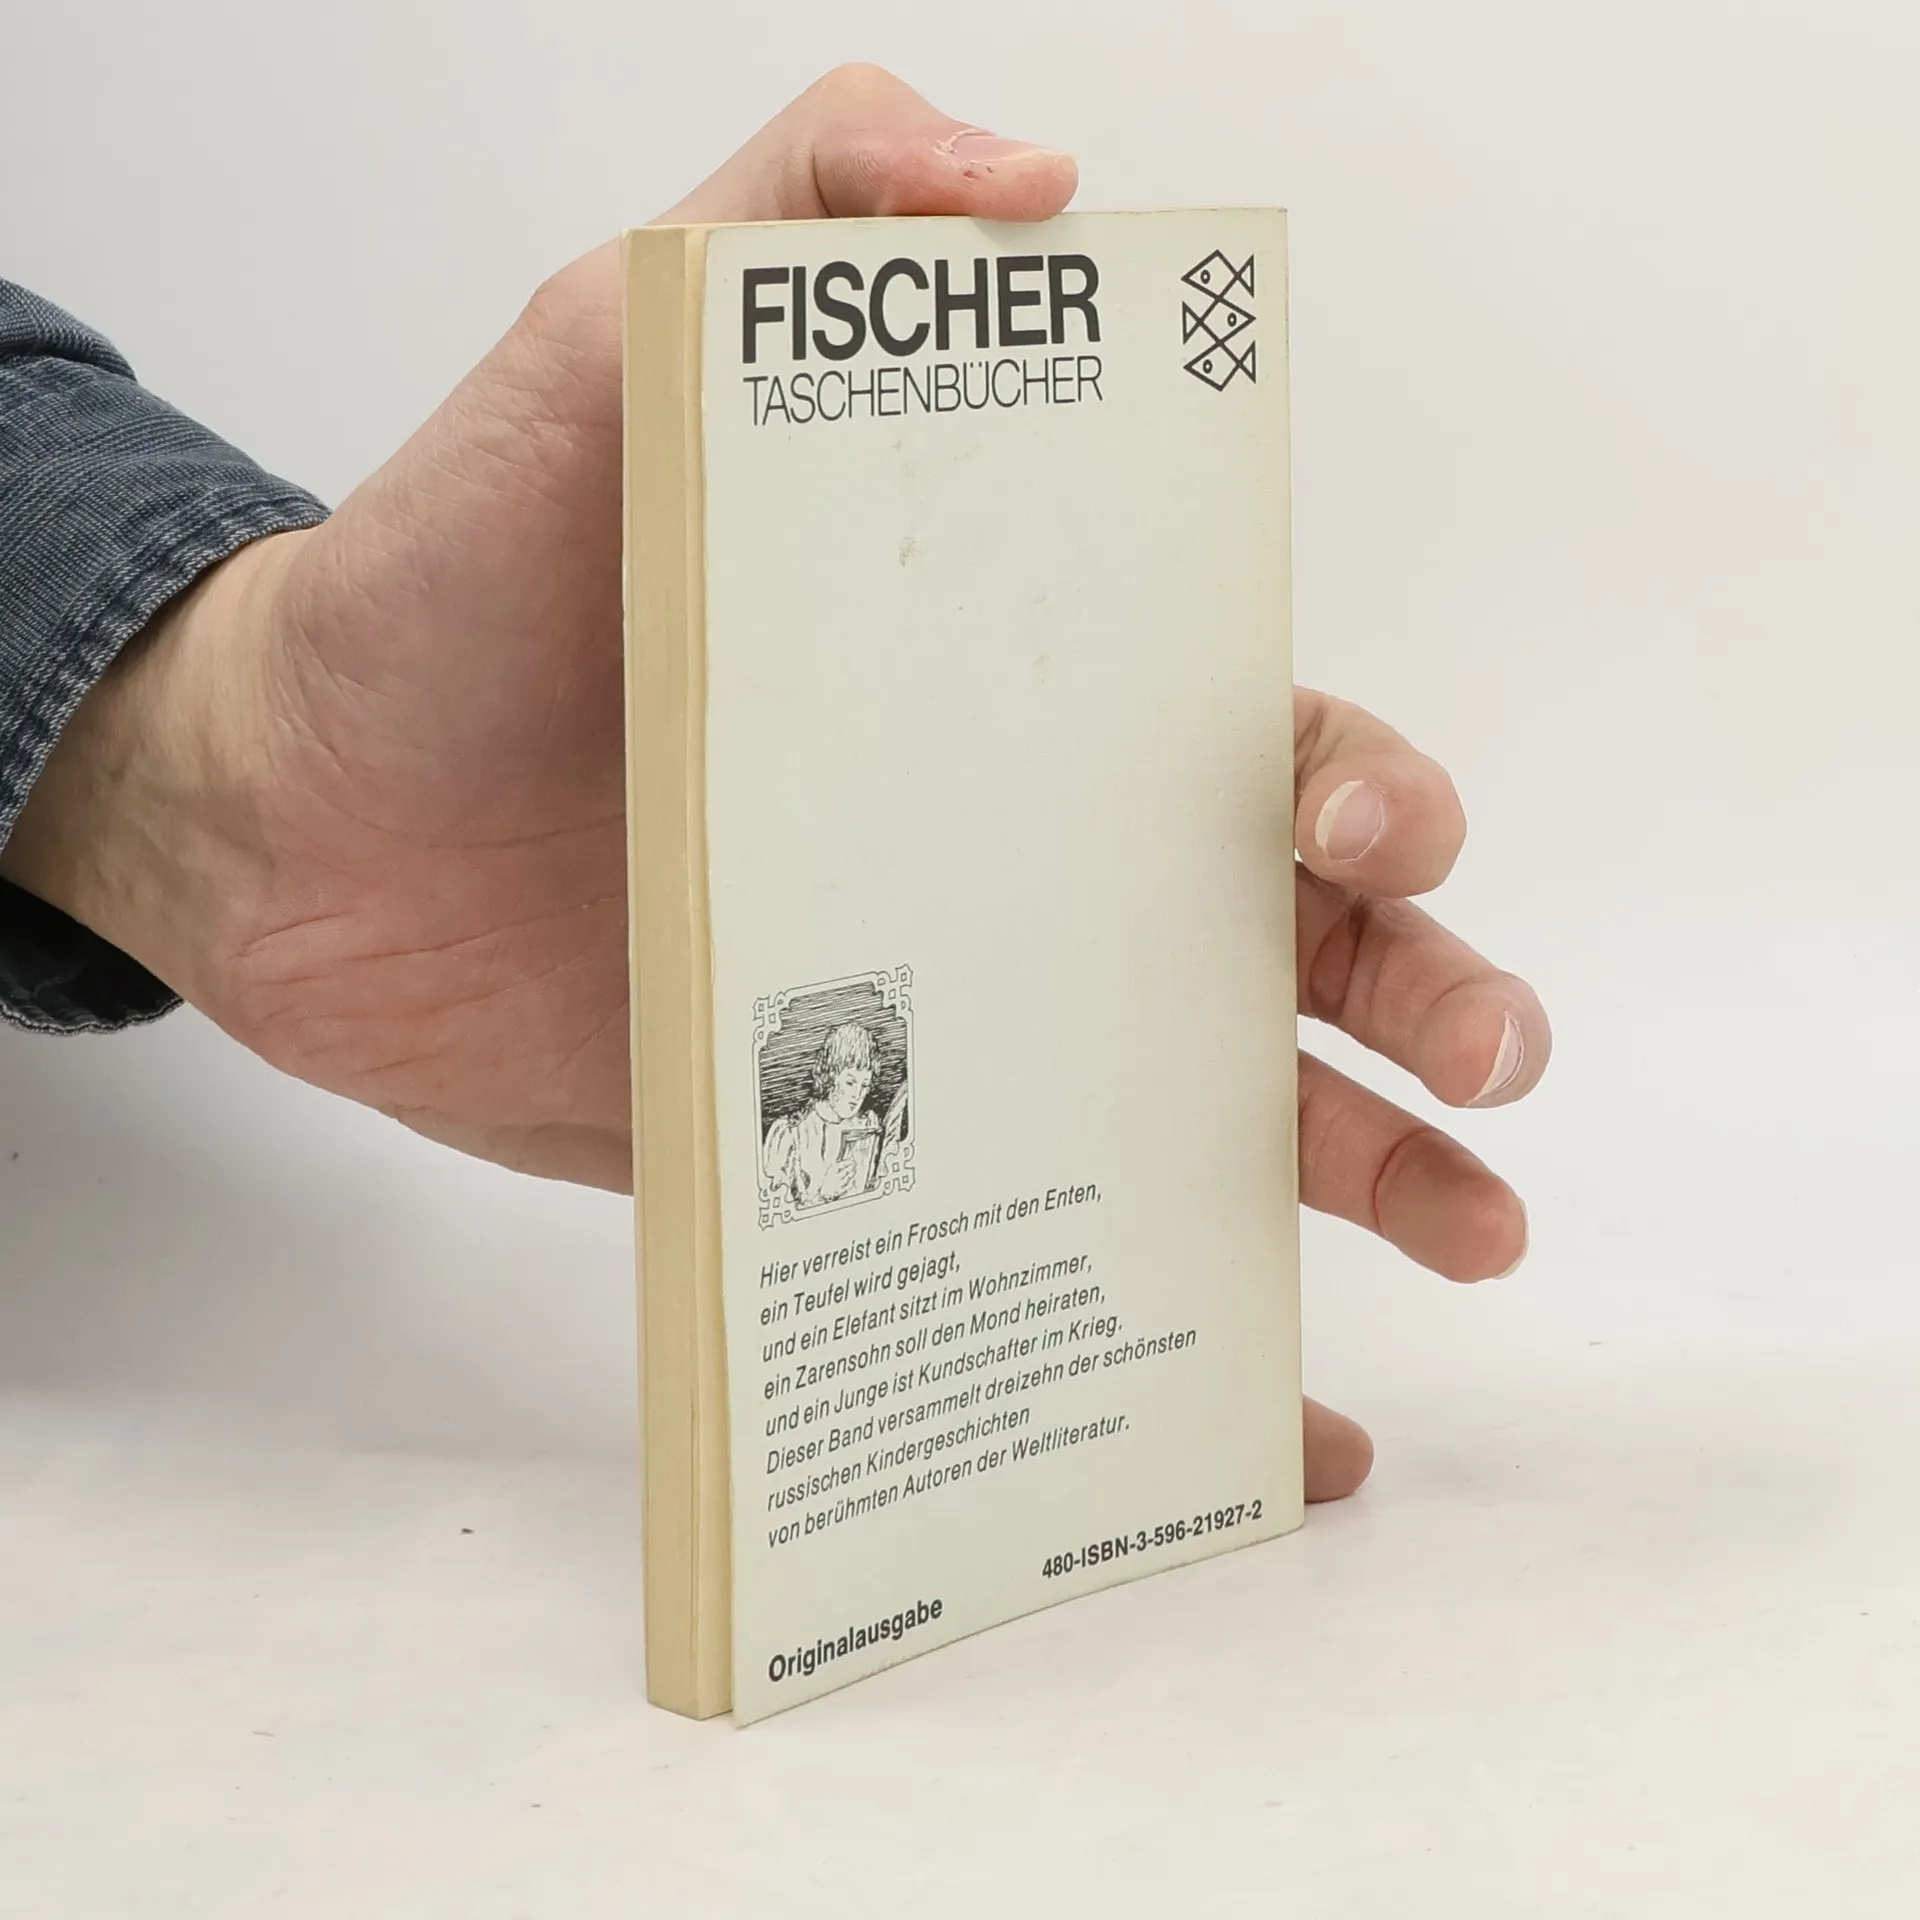 FISCHER
TASCHENBÜCHER
Hier verreist ein Frosch mit den Enten,
ein Teufel wird gejagt,
und ein Elefant sitzt im Wohnzimmer,
ein Zarensohn soll den Mond heiraten,
und ein Junge ist Kundschafter im Krieg.
Dieser Band versammelt dreizehn der schönsten
russischen Kindergeschichten
von berühmten Autoren der Weltliteratur.
480-ISBN-3-596-21927-2
Originalausgabe